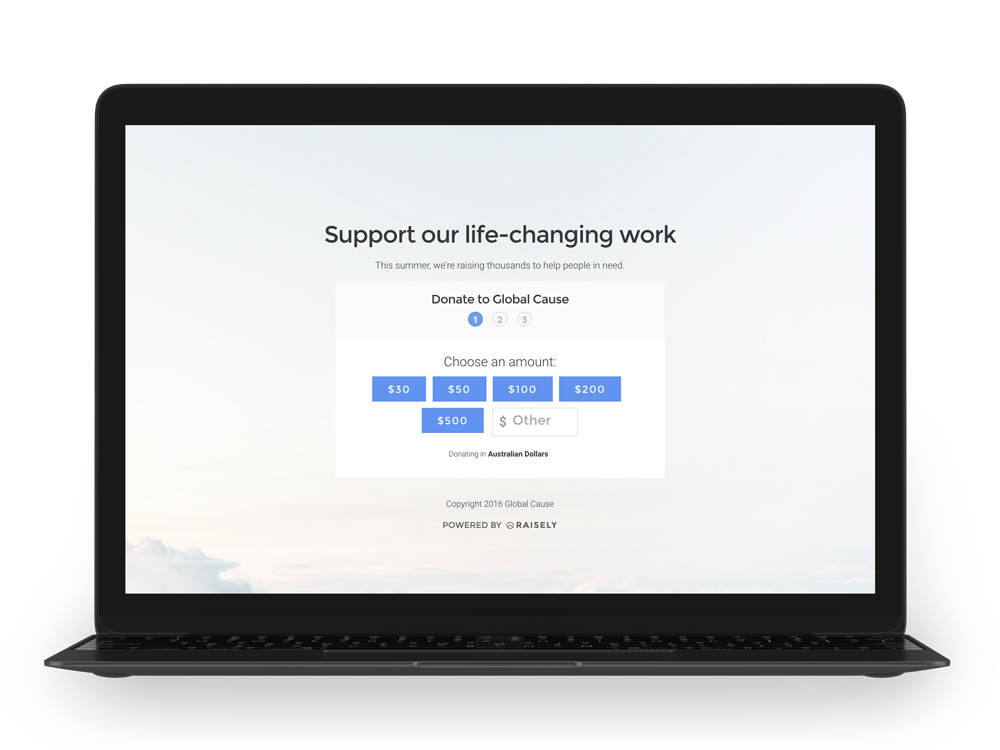 Support our life-changing work
This summer, we're raising thousands to help people in need.
Donate to Global Cause
1 2 3
Choose an amount:
$30 $50 $100 $200
$500 $ Other
Donating in Australian Dollars
Copyright 2016 Global Cause
POWERED BY RAISELY